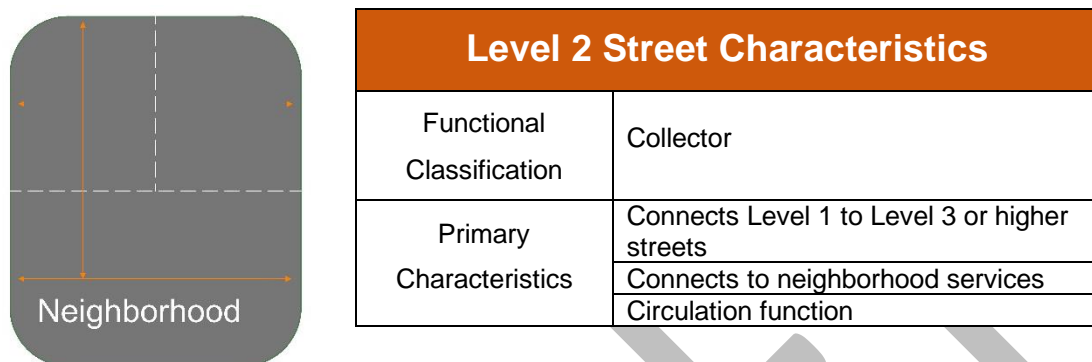 Neighborhood
Level 2 Street Characteristics
Functional
Classification
Collector
Primary
Characteristics
Connects Level 1 to Level 3 or higher
streets
Connects to neighborhood services
Circulation function